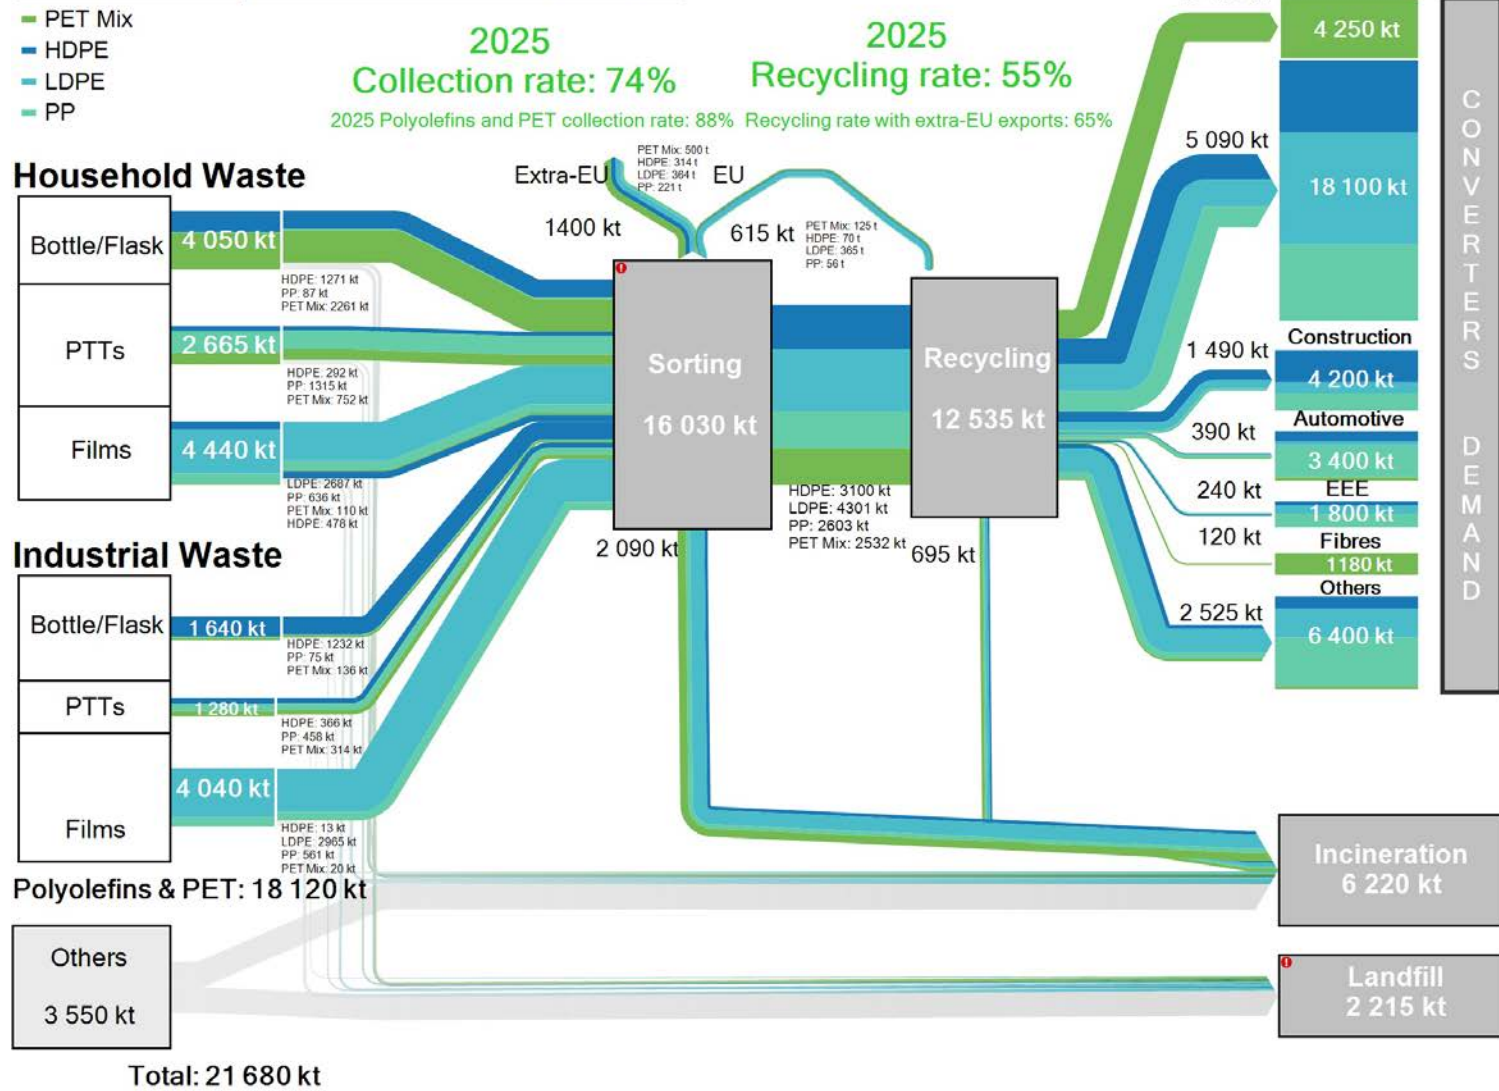 PET Mix
HDPE
LDPE
PP
2025
Collection rate: 74%
2025 Polyolefins and PET collection rate: 88%
2025
Recycling rate: 55%
Recycling rate with extra-EU exports: 65%
Household Waste
Bottle/Flask
4 050 kt
HDPE: 1271 kt
PP: 87 kt
PET Mix: 2261 kt
PTTs
2 665 kt
HDPE: 292 kt
PP: 1315 kt
PET Mix: 752 kt
Films
4 440 kt
LDPE: 2687 kt
PP: 636 kt
PET Mix: 110 kt
HDPE: 478 kt
Industrial Waste
Bottle/Flask
1 640 kt
HDPE: 1232 kt
PP: 75 kt
PET Mix: 136 kt
PTTs
1 280 kt
HDPE: 366 kt
PP: 458 kt
PET Mix: 314 kt
Films
4 040 kt
HDPE: 13 kt
LDPE: 2965 kt
PP: 561 kt
PET Mix: 20 kt
Polyolefins & PET: 18 120 kt
Others
3 550 kt
Total: 21 680 kt
Extra-EU
1400 kt
PET Mix: 500 t
HDPE: 314 t
LDPE: 364 t
PP: 221 t
EU
615 kt
PET Mix: 125 t
HDPE: 70 t
LDPE: 365 t
PP: 56 t
Sorting
16 030 kt
2 090 kt
HDPE: 3100 kt
LDPE: 4301 kt
PP: 2603 kt
PET Mix: 2532 kt
Recycling
12 535 kt
695 kt
4 250 kt
5 090 kt
18 100 kt
Construction
1 490 kt
4 200 kt
Automotive
390 kt
3 400 kt
EEE
240 kt
1 800 kt
Fibres
120 kt
1180 kt
Others
2 525 kt
6 400 kt
CONVERTERS DEMAND
Incineration
6 220 kt
Landfill
2 215 kt